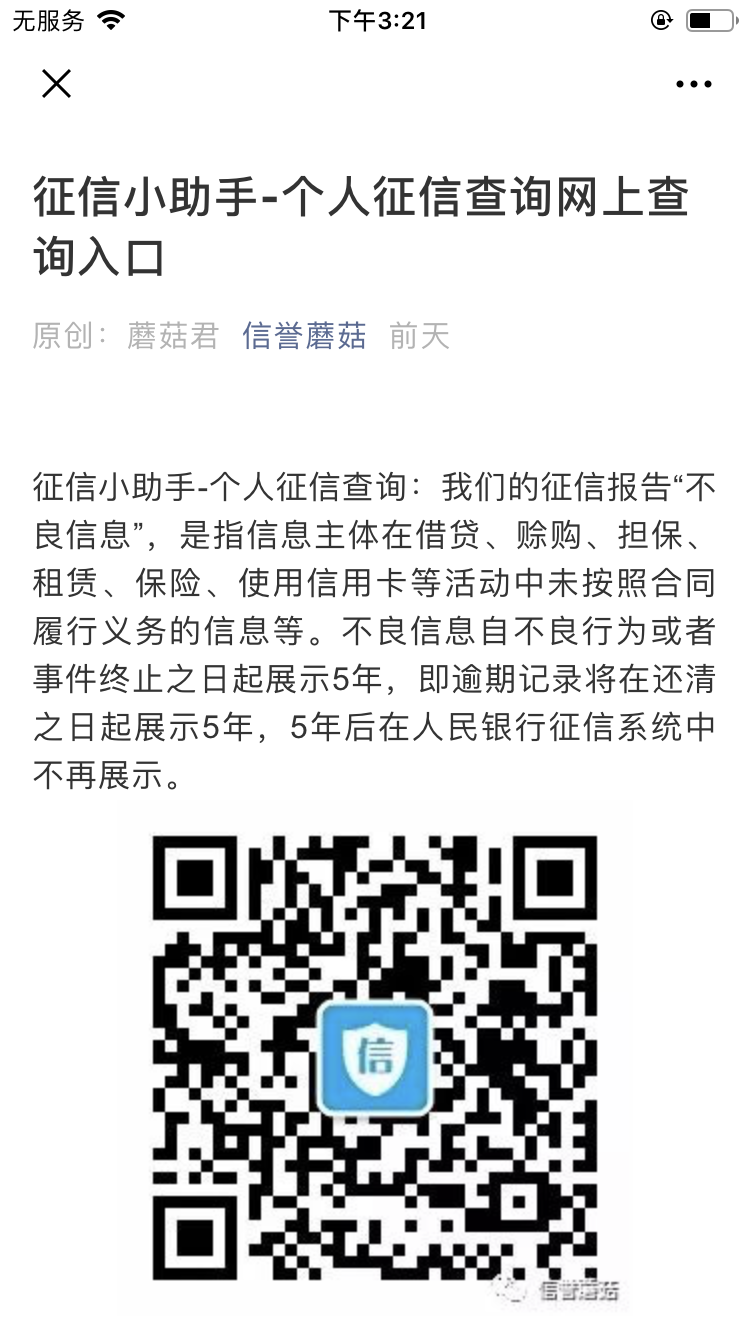 无服务 下午3:21
征信小助手-个人征信查询网上查
询入口
原创：蘑菇君 信誉蘑菇 前天
征信小助手-个人征信查询：我们的征信报告“不
良信息”，是指信息主体在借贷、赊购、担保、
租赁、保险、使用信用卡等活动中未按照合同
履行义务的信息等。不良信息自不良行为或者
事件终止之日起展示5年，即逾期记录将在还清
之日起展示5年，5年后在人民银行征信系统中
不再展示。
信
信誉蘑菇